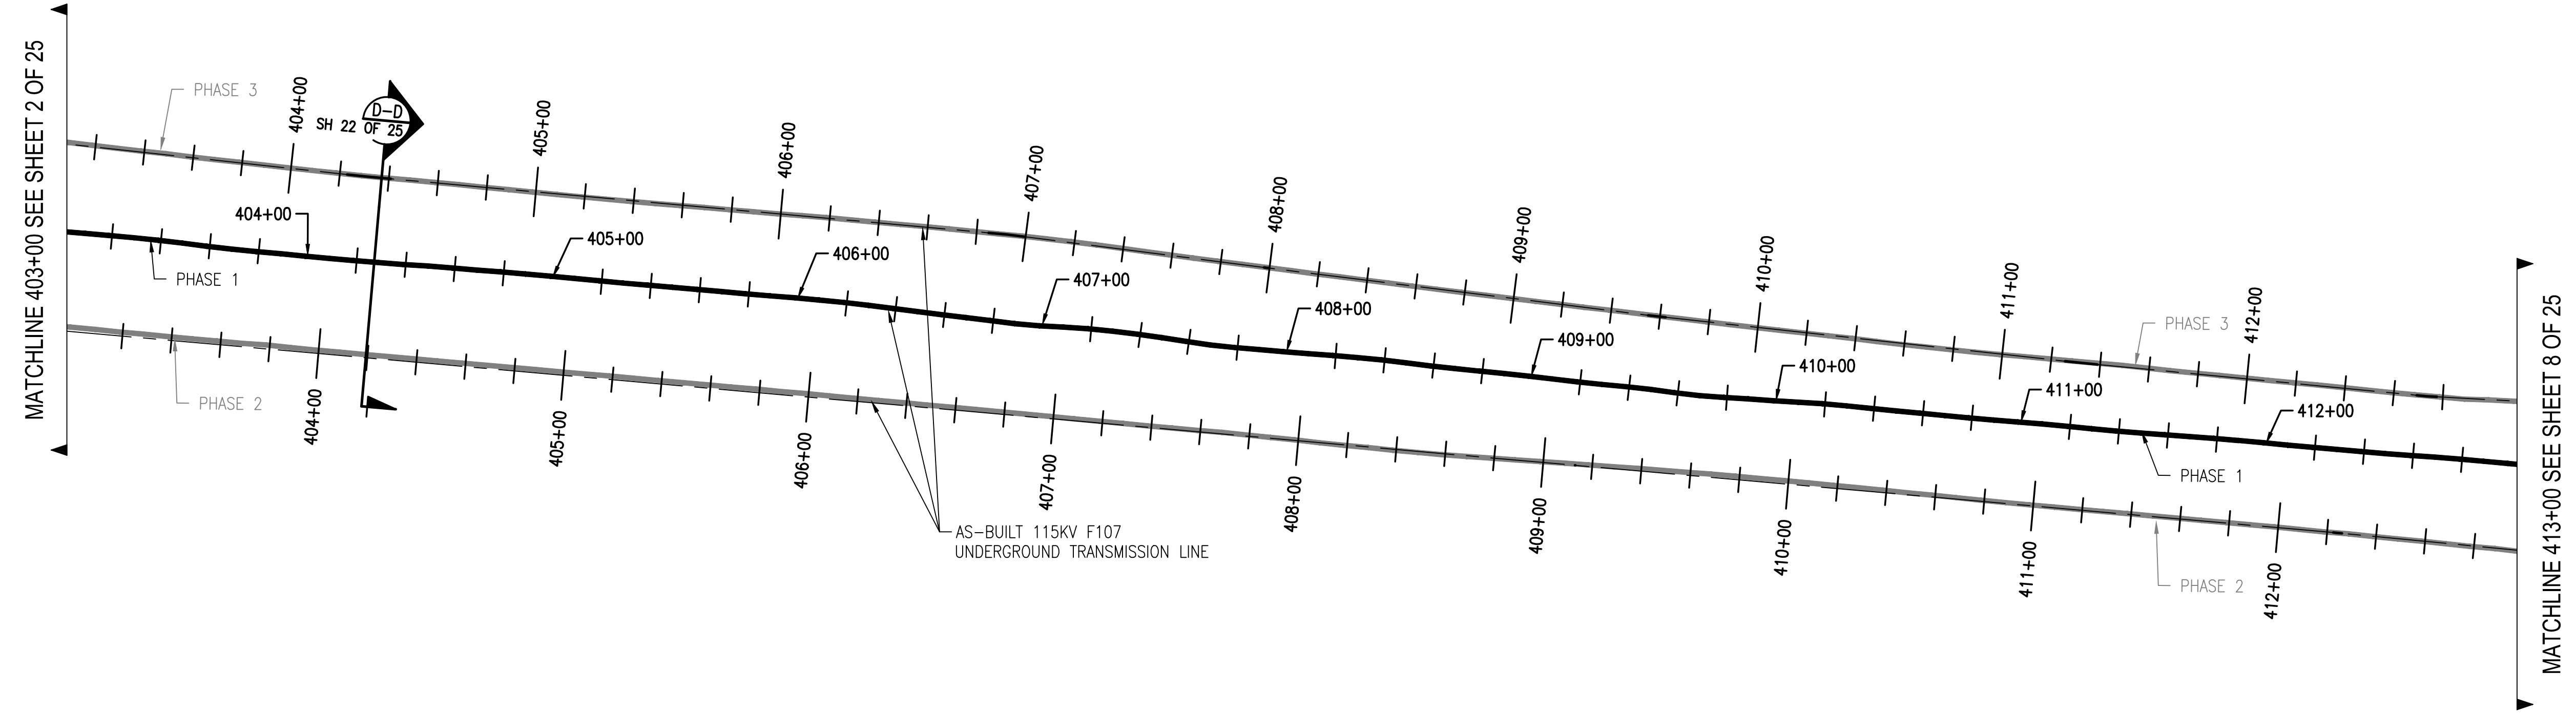 MATCHLINE 403+00 SEE SHEET 2 OF 25
PHASE 3
404+00
D-D
SH 22 OF 25
405+00
406+00
407+00
408+00
409+00
410+00
411+00
412+00
PHASE 3
404+00
405+00
406+00
407+00
408+00
409+00
410+00
411+00
412+00
PHASE 1
PHASE 1
PHASE 2
404+00
405+00
406+00
407+00
408+00
409+00
410+00
411+00
412+00
PHASE 2
AS-BUILT 115KV F107
UNDERGROUND TRANSMISSION LINE
MATCHLINE 413+00 SEE SHEET 8 OF 25